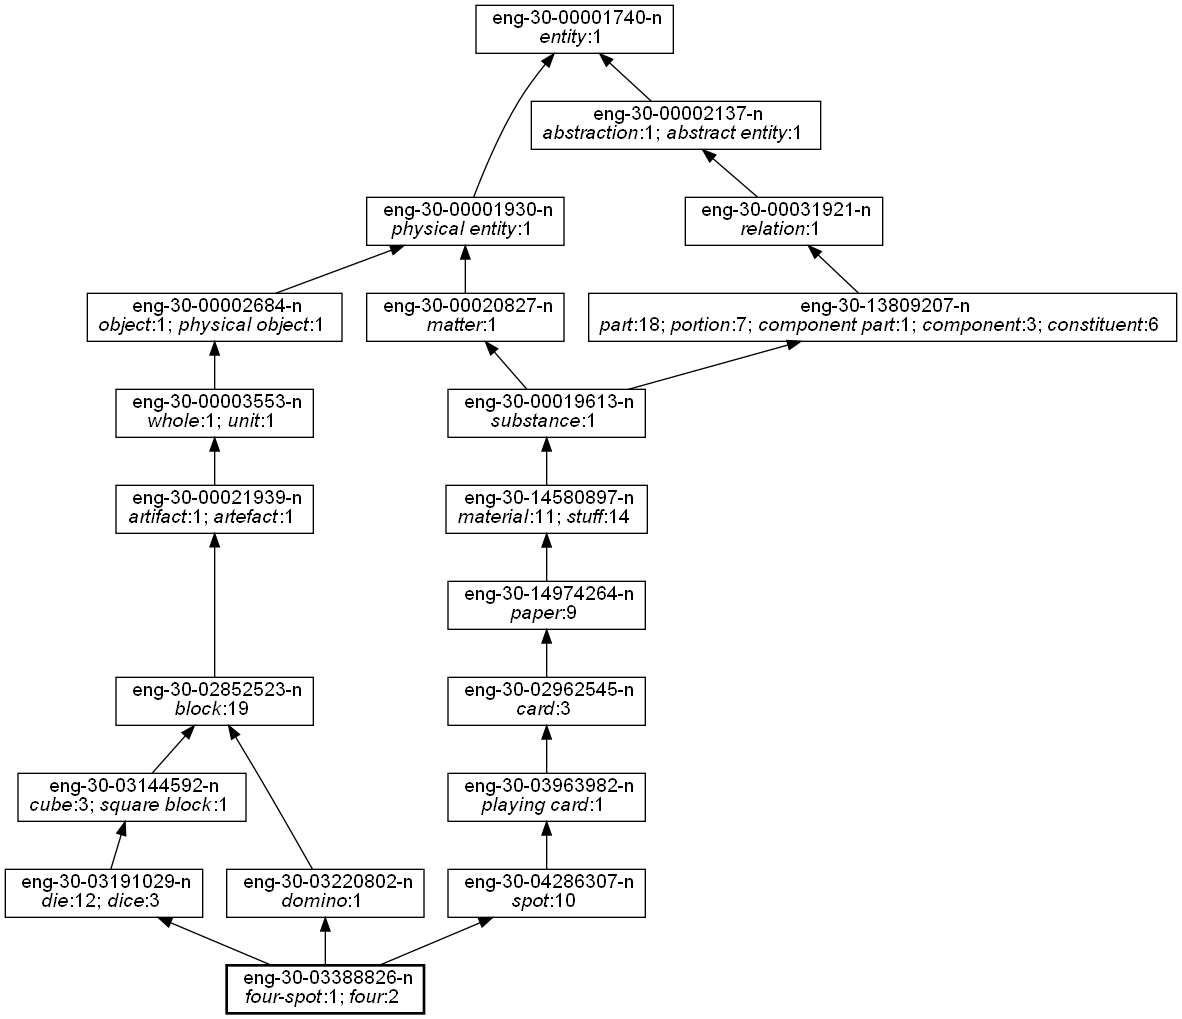 eng-30-00001740-n
entity:1
eng-30-00002137-n
abstraction:1; abstract entity:1
eng-30-00001930-n
physical entity:1
eng-30-00031921-n
relation:1
eng-30-00002684-n
object:1; physical object:1
eng-30-00020827-n
matter:1
eng-30-13809207-n
part:18; portion:7; component part:1; component:3; constituent:6
eng-30-00003553-n
whole:1; unit:1
eng-30-00019613-n
substance:1
eng-30-00021939-n
artifact:1; artefact:1
eng-30-14580897-n
material:11; stuff:14
eng-30-14974264-n
paper:9
eng-30-02852523-n
block:19
eng-30-02962545-n
card:3
eng-30-03144592-n
cube:3; square block:1
eng-30-03963982-n
playing card:1
eng-30-03191029-n
die:12; dice:3
eng-30-03220802-n
domino:1
eng-30-04286307-n
spot:10
eng-30-03388826-n
four-spot:1; four:2